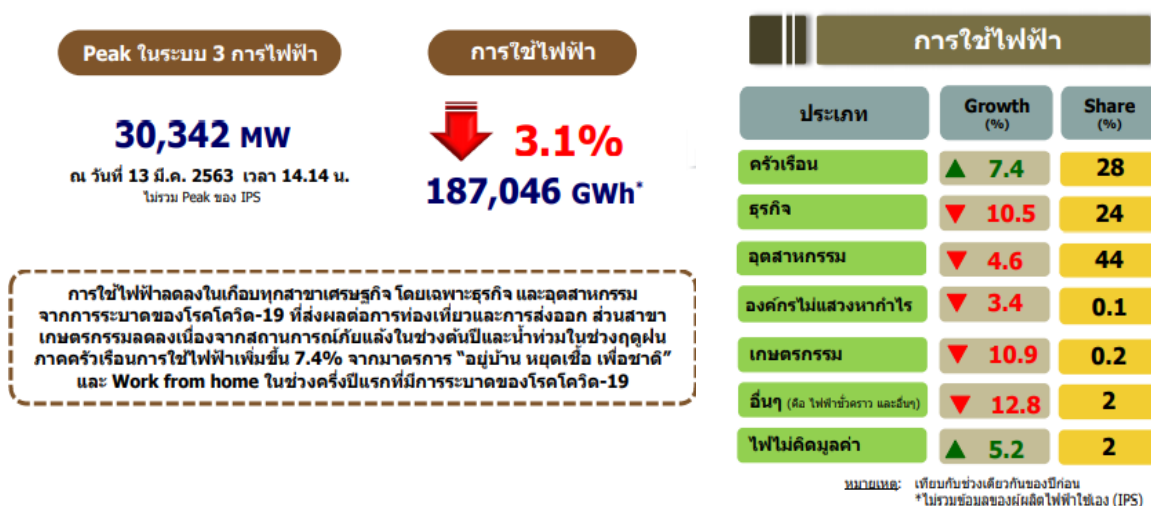 Peak ในระบบ 3 การไฟฟ้า
30,342 MW
ณ วันที่ 13 มี.ค. 2563 เวลา 14.14 น.
ไม่รวม Peak ของ IPS
การใช้ไฟฟ้า
3.1%
187,046 GWh*
การใช้ไฟฟ้าลดลงในเกือบทุกสาขาเศรษฐกิจ โดยเฉพาะธุรกิจ และอุตสาหกรรม
จากการระบาดของโรคโควิด-19 ที่ส่งผลต่อการท่องเที่ยวและการส่งออก ส่วนสาขา
เกษตรกรรมลดลงเนื่องจากสถานการณ์ภัยแล้งในช่วงต้นปีและน้ำท่วมในช่วงฤดูฝน
ภาคครัวเรือนการใช้ไฟฟ้าเพิ่มขึ้น 7.4% จากมาตรการ “อยู่บ้าน หยุดเชื้อ เพื่อชาติ”
และ Work from home ในช่วงครึ่งปีแรกที่มีการระบาดของโรคโควิด-19
การใช้ไฟฟ้า
ประเภท Growth (%) Share (%)
ครัวเรือน ▲ 7.4 28
ธุรกิจ ▼ 10.5 24
อุตสาหกรรม ▼ 4.6 44
องค์กรไม่แสวงหากำไร ▼ 3.4 0.1
เกษตรกรรม ▼ 10.9 0.2
อื่นๆ (คือ ไฟฟ้าชั่วคราว และอื่นๆ) ▼ 12.8 2
ไฟไม่คิดมูลค่า ▲ 5.2 2
หมายเหตุ: เทียบกับช่วงเดียวกันของปีก่อน
*ไม่รวมข้อมูลของผู้ผลิตไฟฟ้าใช้เอง (IPS)